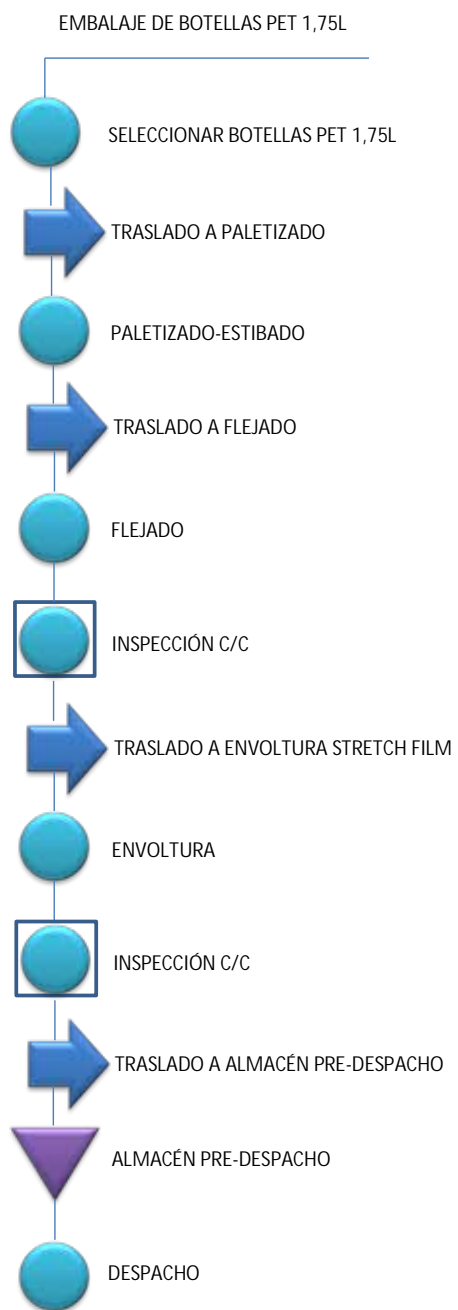 EMBALAJE DE BOTELLAS PET 1,75L
SELECCIONAR BOTELLAS PET 1,75L
TRASLADO A PALETIZADO
PALETIZADO-ESTIBADO
TRASLADO A FLEJADO
FLEJADO
INSPECCIÓN C/C
TRASLADO A ENVOLTURA STRETCH FILM
ENVOLTURA
INSPECCIÓN C/C
TRASLADO A ALMACÉN PRE-DESPACHO
ALMACÉN PRE-DESPACHO
DESPACHO